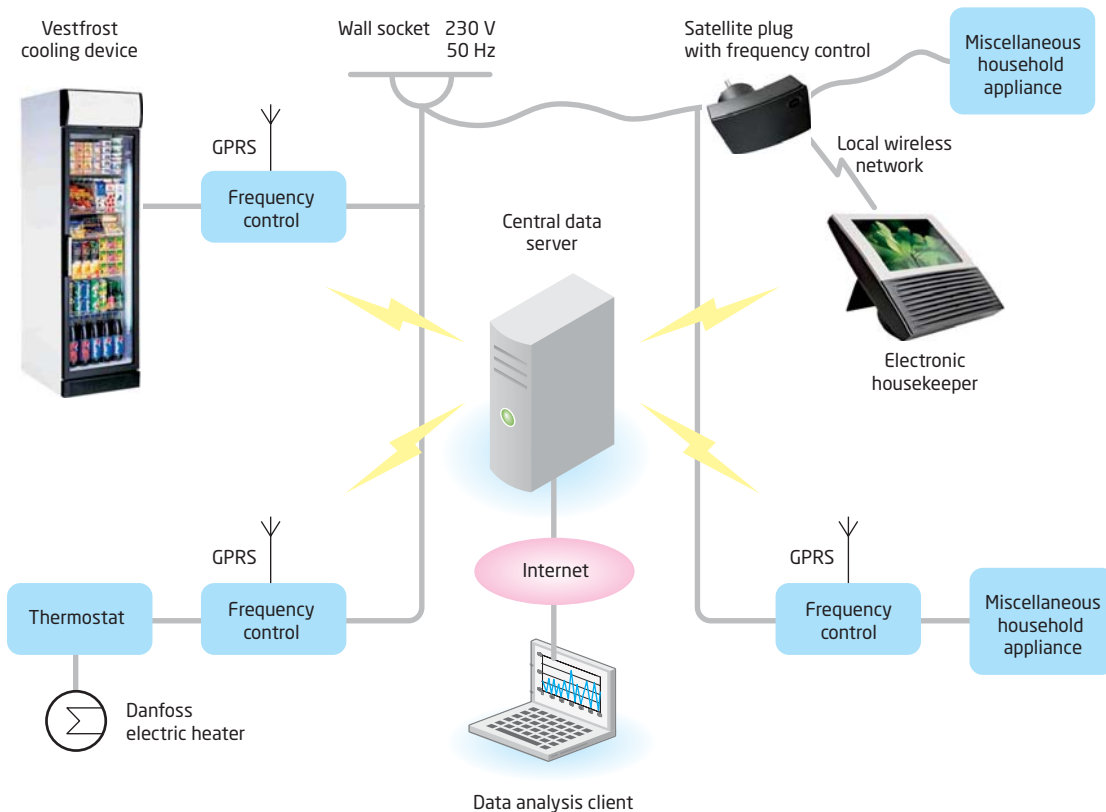 Vestfrost
cooling device
Wall socket 230 V
50 Hz
Satellite plug
with frequency control
Miscellaneous
household
appliance
GPRS
Frequency
control
Local wireless
network
Central data
server
Electronic
housekeeper
GPRS
Thermostat
Frequency
control
Internet
GPRS
Frequency
control
Miscellaneous
household
appliance
Danfoss
electric heater
Data analysis client